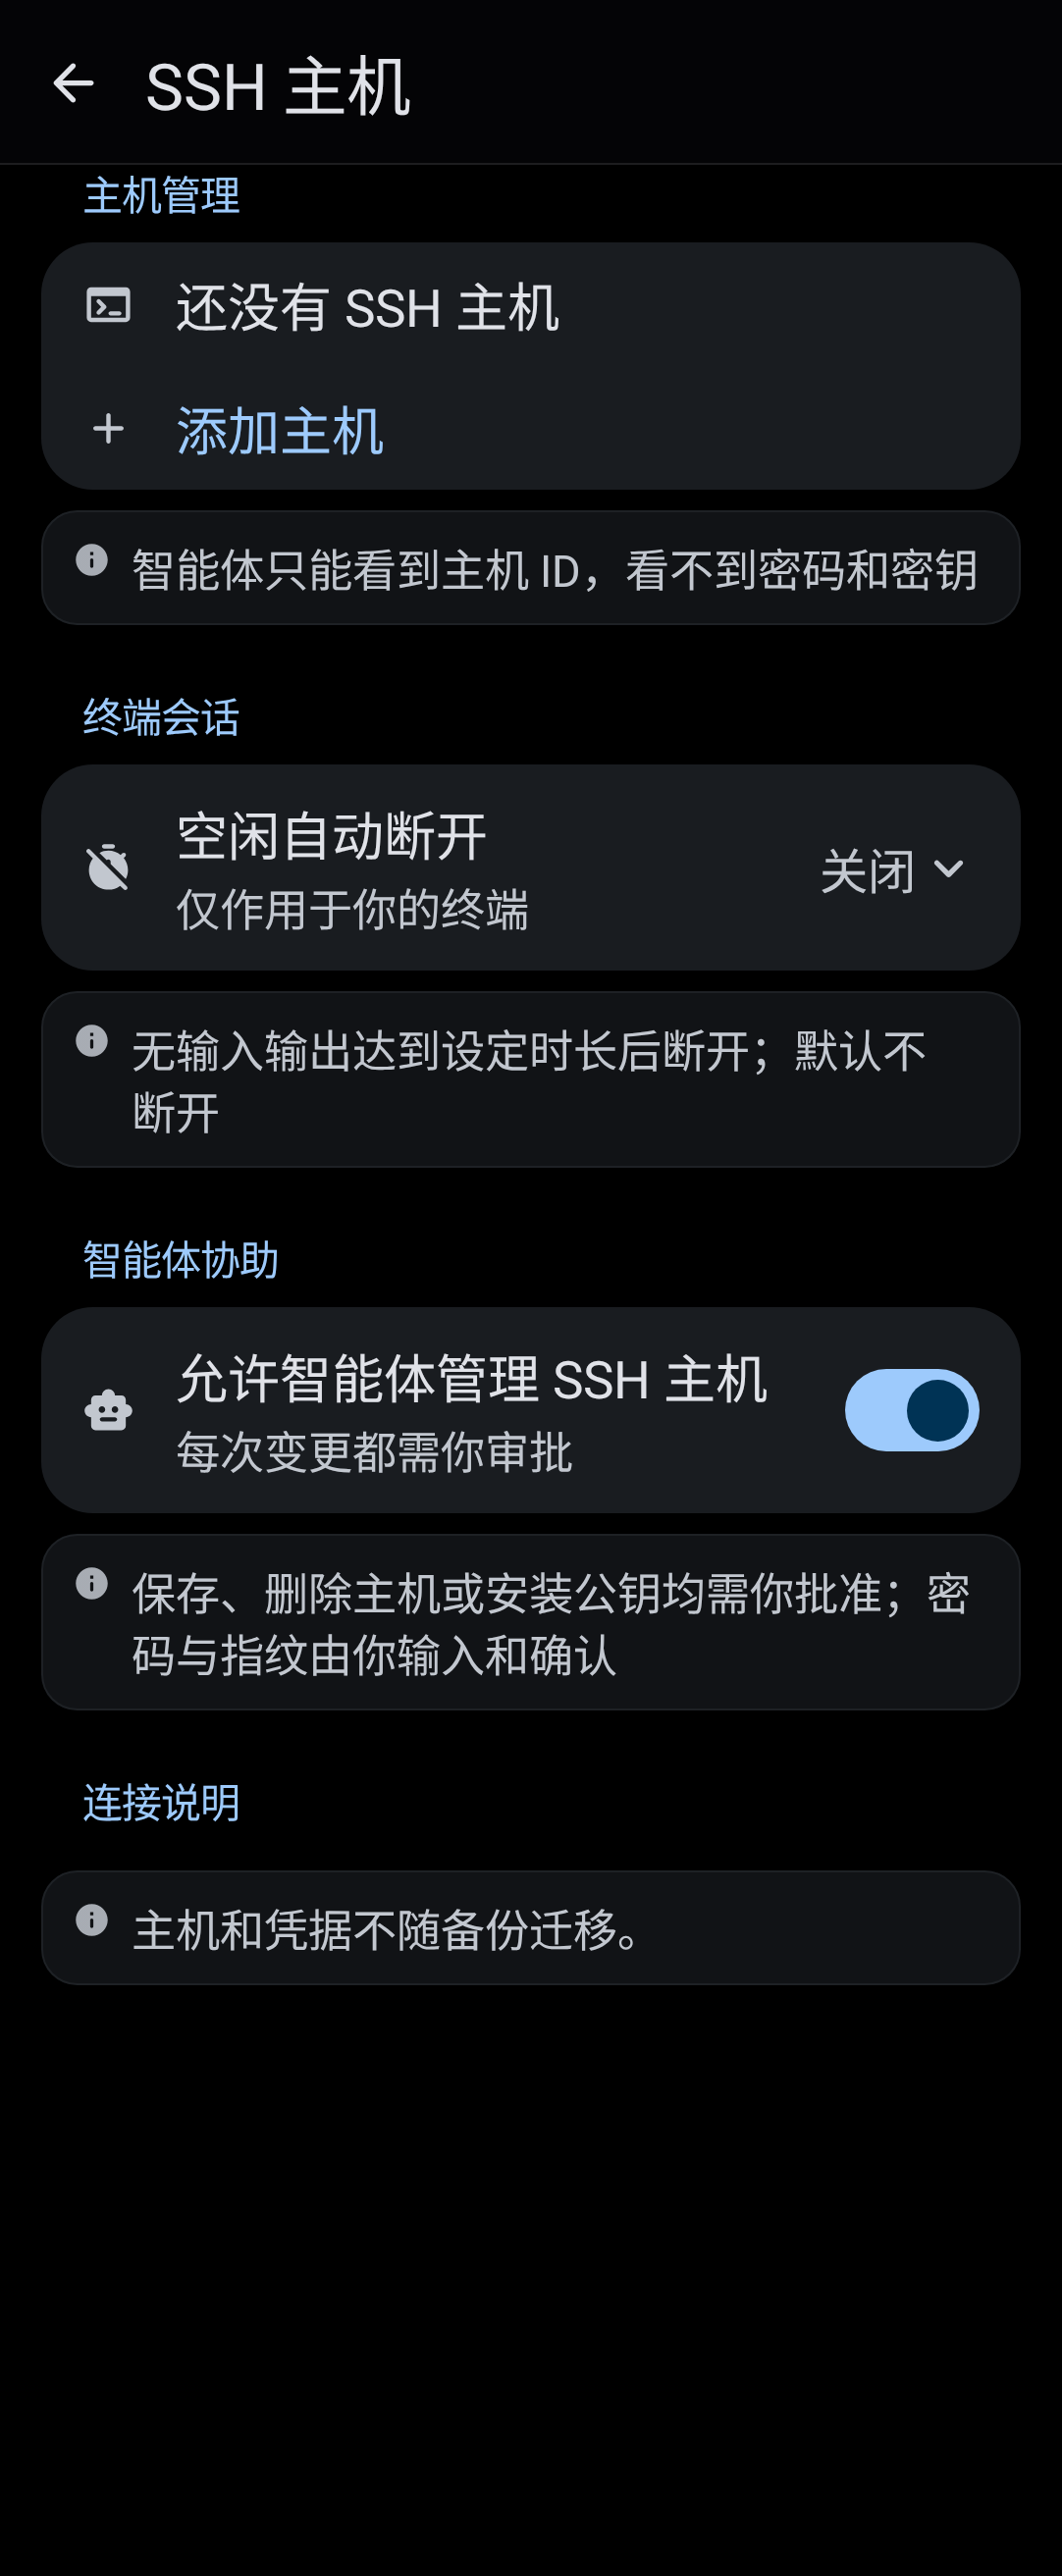 SSH 主机
主机管理
还没有 SSH 主机
添加主机
智能体只能看到主机 ID，看不到密码和密钥
终端会话
空闲自动断开
仅作用于你的终端
关闭
无输入输出达到设定时长后断开；默认不
断开
智能体协助
允许智能体管理 SSH 主机
每次变更都需你审批
保存、删除主机或安装公钥均需你批准；密
码与指纹由你输入和确认
连接说明
主机和凭据不随备份迁移。